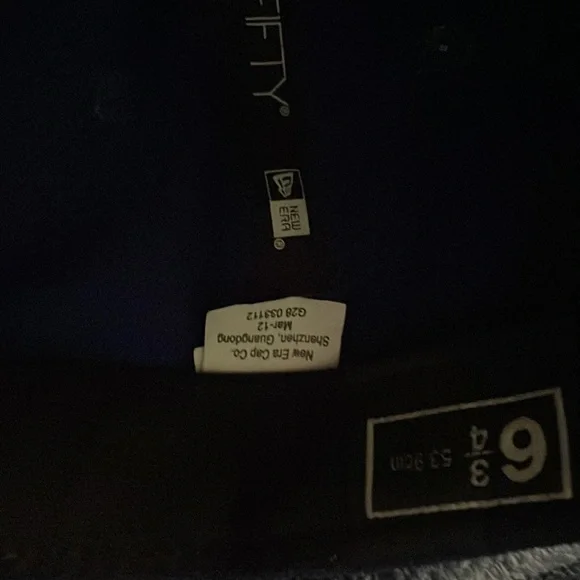 FIFTY®
NEW
ERA
®
New Era Cap Co.
Shenzhen, Guangdong
Mar-12
G28 033112
6 3/4
53.9cm